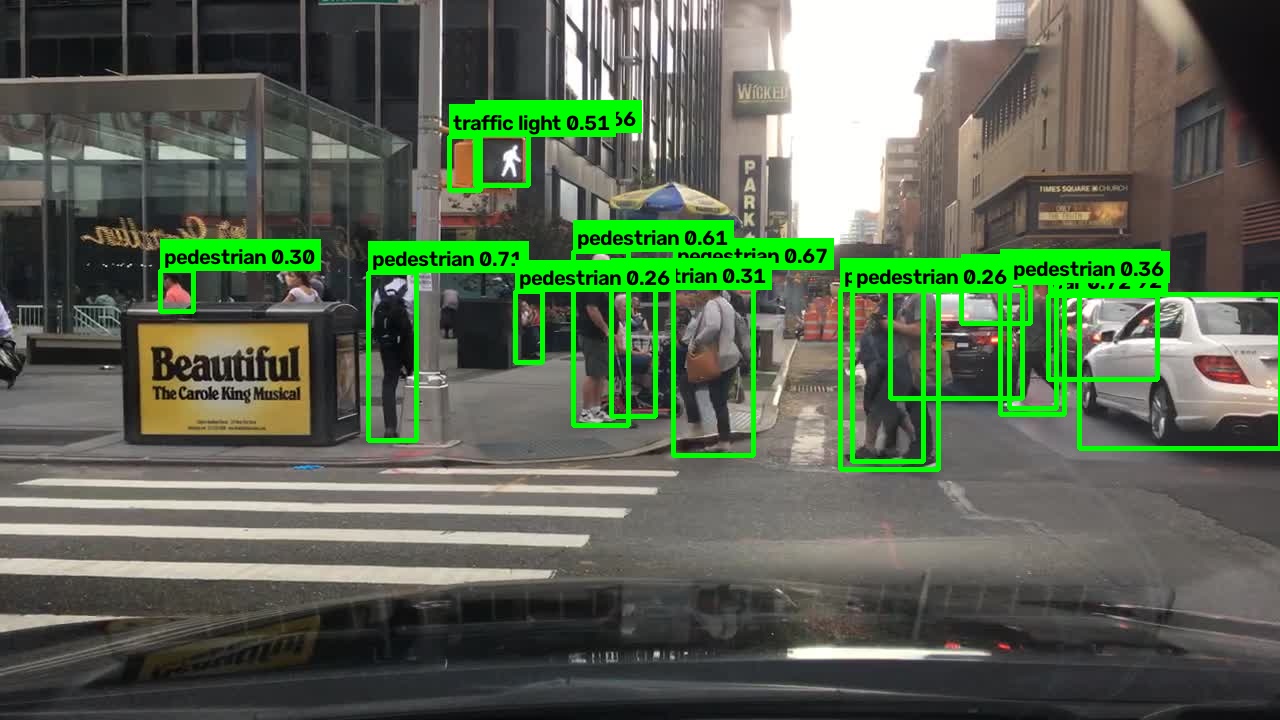 WICKED
traffic light 0.51
66
PARK
TIMES SQUARE CHURCH
pedestrian 0.61
pedestrian 0.30
pedestrian 0.71
pedestrian 0.67
pedestrian 0.26
trian 0.31
pedestrian 0.26
pedestrian 0.36
Beautiful
The Carole King Musical